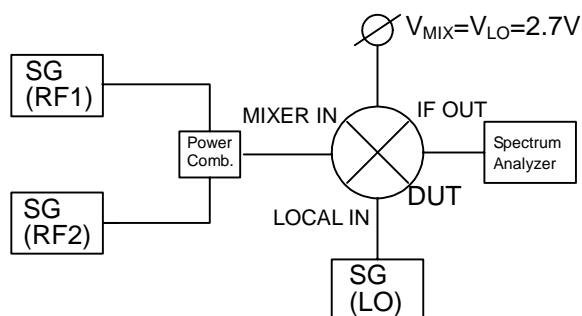 V_MIX=V_LO=2.7V
SG
(RF1)
MIXER IN
IF OUT
Power
Comb.
Spectrum
Analyzer
SG
(RF2)
DUT
LOCAL IN
SG
(LO)